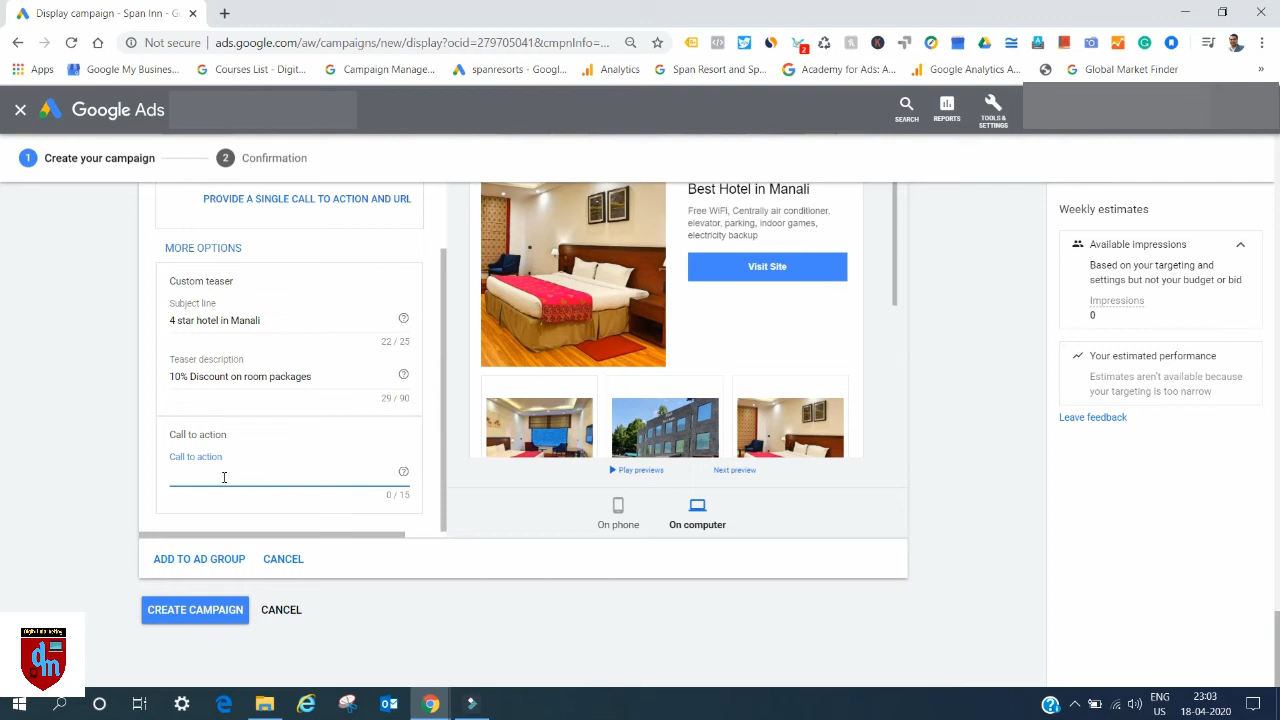 Display campaign - Span Inn - G
Not secure
ads.google.com/aw/campaigns/new/display?ocid=279705041&cmpnInfo=...
2
Apps
Google My Business...
Courses List - Digit...
Campaign Manage...
spanresorts - Googl...
Analytics
Span Resort and Sp...
Academy for Ads: A...
Google Analytics A...
Global Market Finder
»
Google Ads
SEARCH
REPORTS
TOOLS &
SETTINGS
1 Create your campaign
2 Confirmation
PROVIDE A SINGLE CALL TO ACTION AND URL
MORE OPTIONS
Custom teaser
Subject line
4 star hotel in Manali
22 / 25
Teaser description
10% Discount on room packages
29 / 90
Call to action
Call to action
0 / 15
Best Hotel in Manali
Free WiFi, Centrally air conditioner,
elevator, parking, indoor games,
electricity backup
Visit Site
Play previews
Next preview
On phone
On computer
Weekly estimates
Available impressions
Based on your targeting and
settings but not your budget or bid
Impressions
0
Your estimated performance
Estimates aren't available because
your targeting is too narrow
Leave feedback
ADD TO AD GROUP
CANCEL
CREATE CAMPAIGN
CANCEL
dm
ENG
US
23:03
18-04-2020